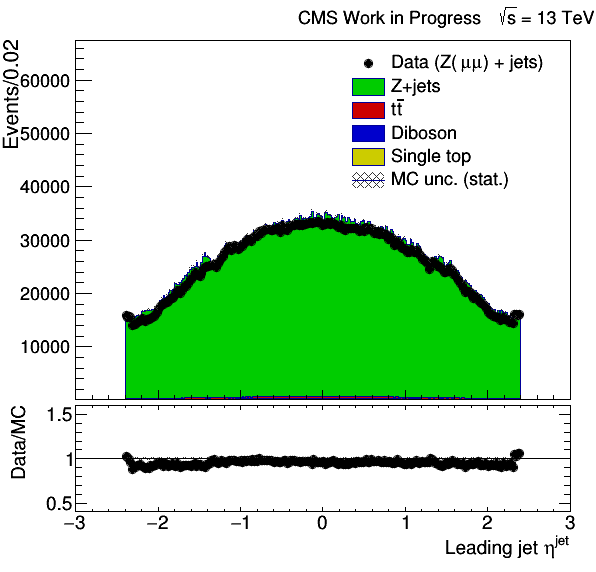 CMS Work in Progress √s = 13 TeV
Events/0.02
60000
50000
40000
30000
20000
10000
Data (Z(μμ) + jets)
Z+jets
tt̄
Diboson
Single top
MC unc. (stat.)
Data/MC
1.5
1
0.5
−3 −2 −1 0 1 2 3
Leading jet η^jet